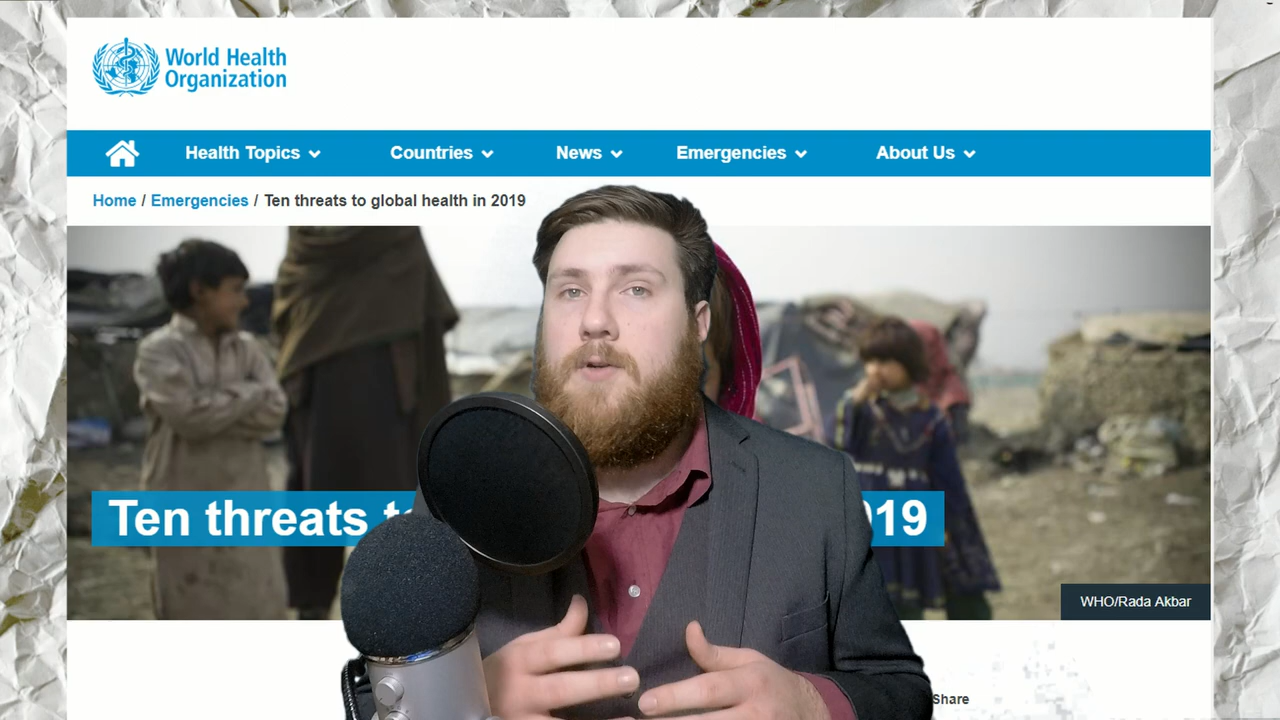 World Health
Organization
Health Topics
Countries
News
Emergencies
About Us
Home / Emergencies / Ten threats to global health in 2019
Ten threats
19
WHO/Rada Akbar
Share